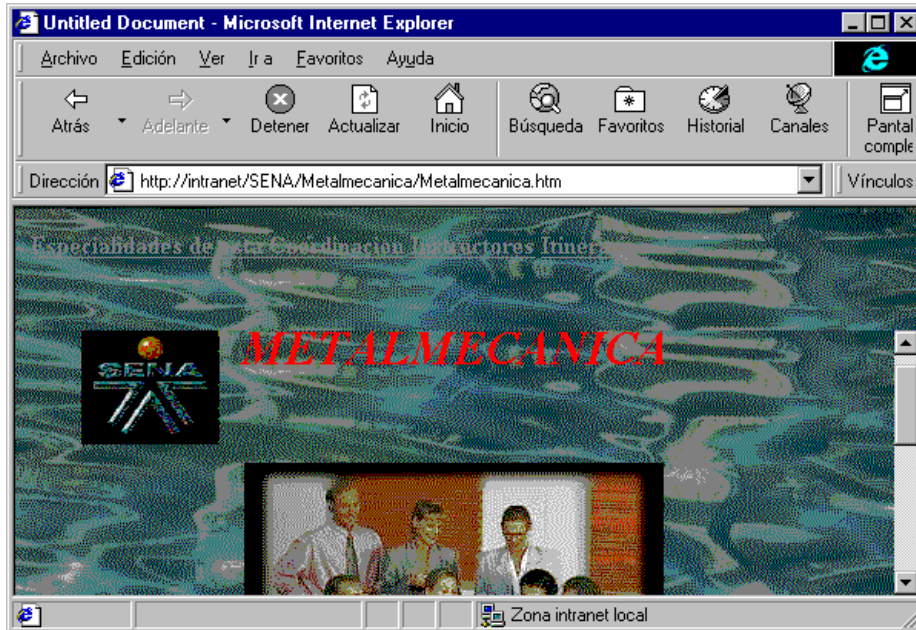 Untitled Document - Microsoft Internet Explorer
Archivo Edición Ver Ir a Favoritos Ayuda
Atrás Adelante Detener Actualizar Inicio Búsqueda Favoritos Historial Canales Pantal
comple
Dirección http://intranet/SENA/Metalmecanica/Metalmecanica.htm Vínculos
Especialidades de esta Coordinación Instructores Itiner
METALMECANICA
SENA
Zona intranet local